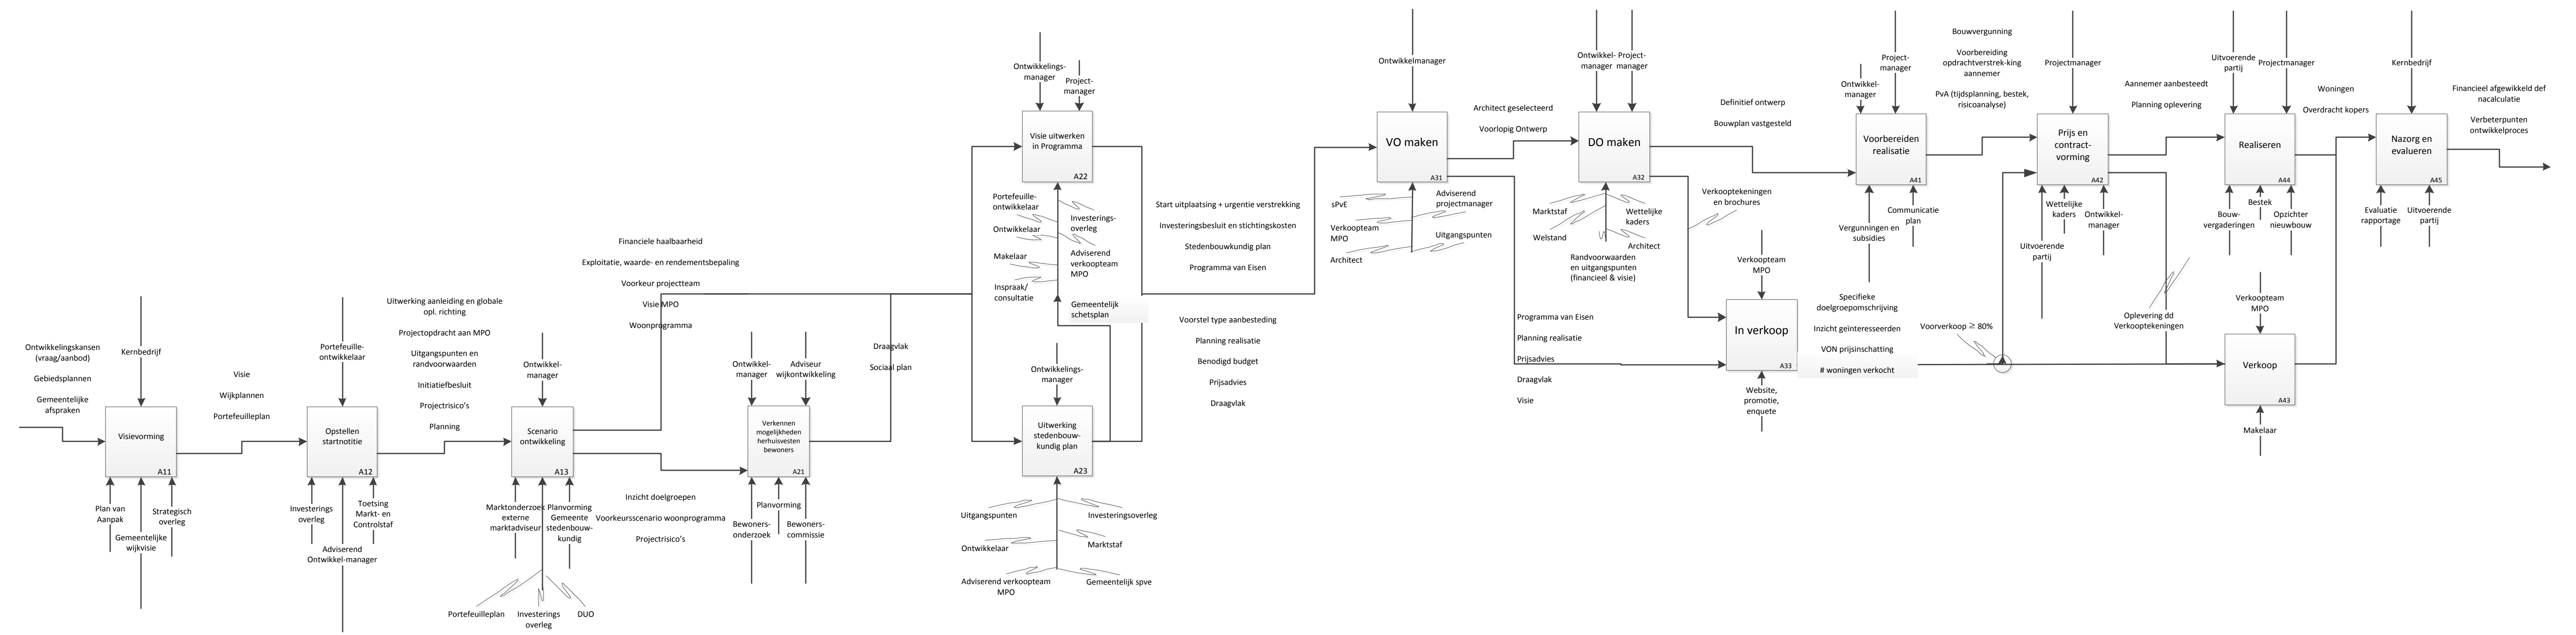 Ontwikkelingskansen
(vraag/aanbod)
Gebiedsplannen
Gemeentelijke
afspraken
Kernbedrijf
Visievorming
A11
Plan van
Aanpak
Gemeentelijke
wijkvisie
Strategisch
overleg
Visie
Wijkplannen
Portefeuilleplan
Portefeuille-
ontwikkelaar
Opstellen
startnotitie
A12
Investerings
overleg
Adviserend
Ontwikkel-manager
Toetsing
Markt- en
Controlstaf
Uitwerking aanleiding en globale
opl. richting
Projectopdracht aan MPO
Uitgangspunten en
randvoorwaarden
Initiatiefbesluit
Projectrisico's
Planning
Ontwikkel-
manager
Scenario
ontwikkeling
A13
Marktonderzoek
externe
marktadviseur
Planvorming
Gemeente
stedenbouw-
kundig
Portefeuilleplan
Investerings
overleg
DUO
Financiele haalbaarheid
Exploitatie, waarde- en rendementsbepaling
Voorkeur projectteam
Visie MPO
Woonprogramma
Inzicht doelgroepen
Voorkeursscenario woonprogramma
Projectrisico's
Ontwikkel-
manager
Adviseur
wijkontwikkeling
Verkennen
mogelijkheden
herhuisvesten
bewoners
A21
Bewoners-
onderzoek
Planvorming
Bewoners-
commissie
Draagvlak
Sociaal plan
Ontwikkelings-
manager
Project-
manager
Visie uitwerken
in Programma
A22
Portefeuille-
ontwikkelaar
Ontwikkelaar
Makelaar
Inspraak/
consultatie
Investerings-
overleg
Adviserend
verkoopteam
MPO
Gemeentelijk
schetsplan
Ontwikkelings-
manager
Uitwerking
stedenbouw-
kundig plan
A23
Uitgangspunten
Ontwikkelaar
Adviserend verkoopteam
MPO
Investeringsoverleg
Marktstaf
Gemeentelijk spve
Start uitplaatsing + urgentie verstrekking
Investeringsbesluit en stichtingskosten
Stedenbouwkundig plan
Programma van Eisen
Voorstel type aanbesteding
Planning realisatie
Benodigd budget
Prijsadvies
Draagvlak
Ontwikkelmanager
VO maken
A31
sPvE
Verkoopteam
MPO
Architect
Adviserend
projectmanager
Uitgangspunten
Architect geselecteerd
Voorlopig Ontwerp
Programma van Eisen
Planning realisatie
Prijsadvies
Draagvlak
Visie
Ontwikkel-
manager
Project-
manager
DO maken
A32
Marktstaf
Welstand
Wettelijke
kaders
Architect
Randvoorwaarden
en uitgangspunten
(financieel & visie)
Definitief ontwerp
Bouwplan vastgesteld
Verkooptekeningen
en brochures
Verkoopteam
MPO
In verkoop
A33
Website,
promotie,
enquete
Specifieke
doelgroepomschrijving
Inzicht geïnteresseerden
VON prijsinschatting
# woningen verkocht
Ontwikkel-
manager
Project-
manager
Voorbereiden
realisatie
A41
Vergunningen en
subsidies
Communicatie
plan
Bouwvergunning
Voorbereiding
opdrachtverstrek-king
aannemer
PvA (tijdsplanning, bestek,
risicoanalyse)
Voorverkoop ≥ 80%
Projectmanager
Prijs en
contract-
vorming
A42
Uitvoerende
partij
Wettelijke
kaders
Ontwikkel-
manager
Aannemer aanbesteedt
Planning oplevering
Oplevering dd
Verkooptekeningen
Uitvoerende
partij
Projectmanager
Realiseren
A44
Bouw-
vergaderingen
Bestek
Opzichter
nieuwbouw
Verkoopteam
MPO
Verkoop
A43
Makelaar
Woningen
Overdracht kopers
Kernbedrijf
Nazorg en
evalueren
A45
Evaluatie
rapportage
Uitvoerende
partij
Financieel afgewikkeld def
nacalculatie
Verbeterpunten
ontwikkelproces